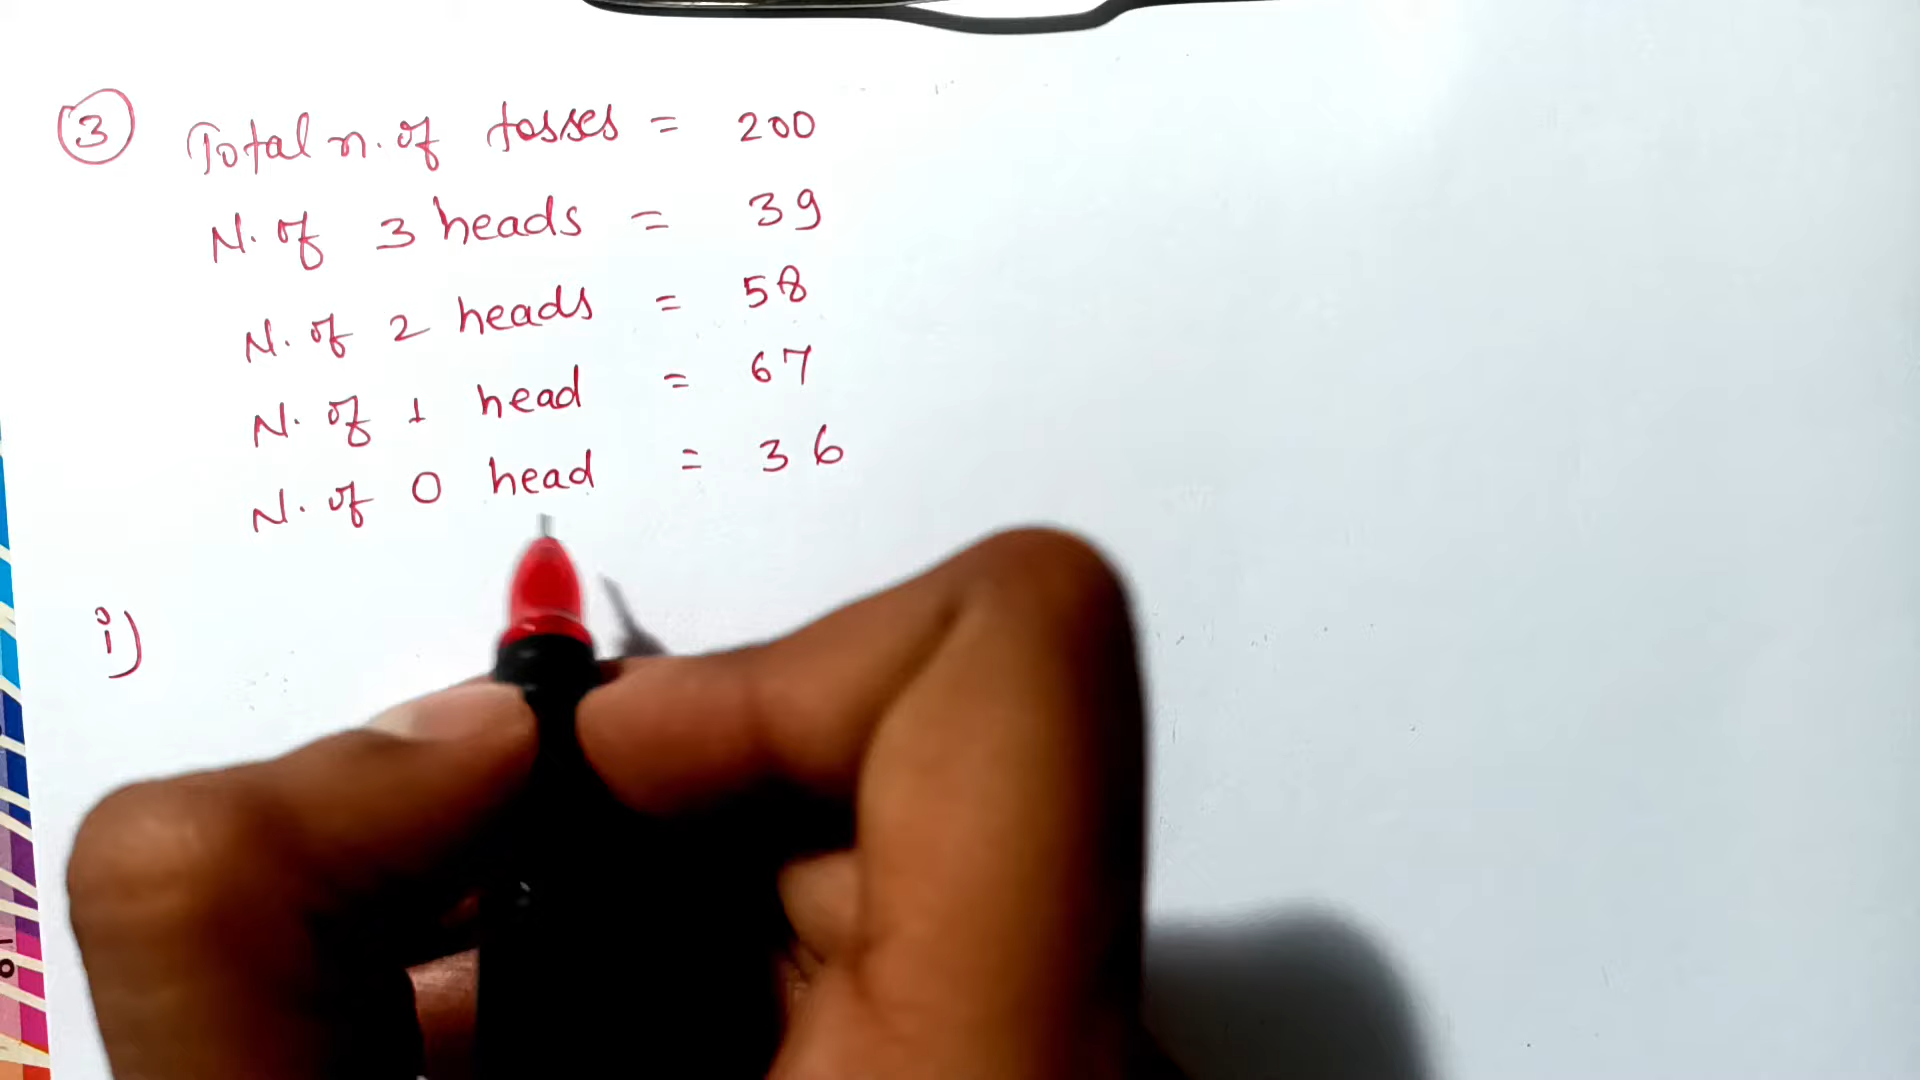 3 Total n. of tosses = 200
N. of 3 heads = 39
N. of 2 heads = 58
N. of 1 head = 67
N. of 0 head = 36
i)
10